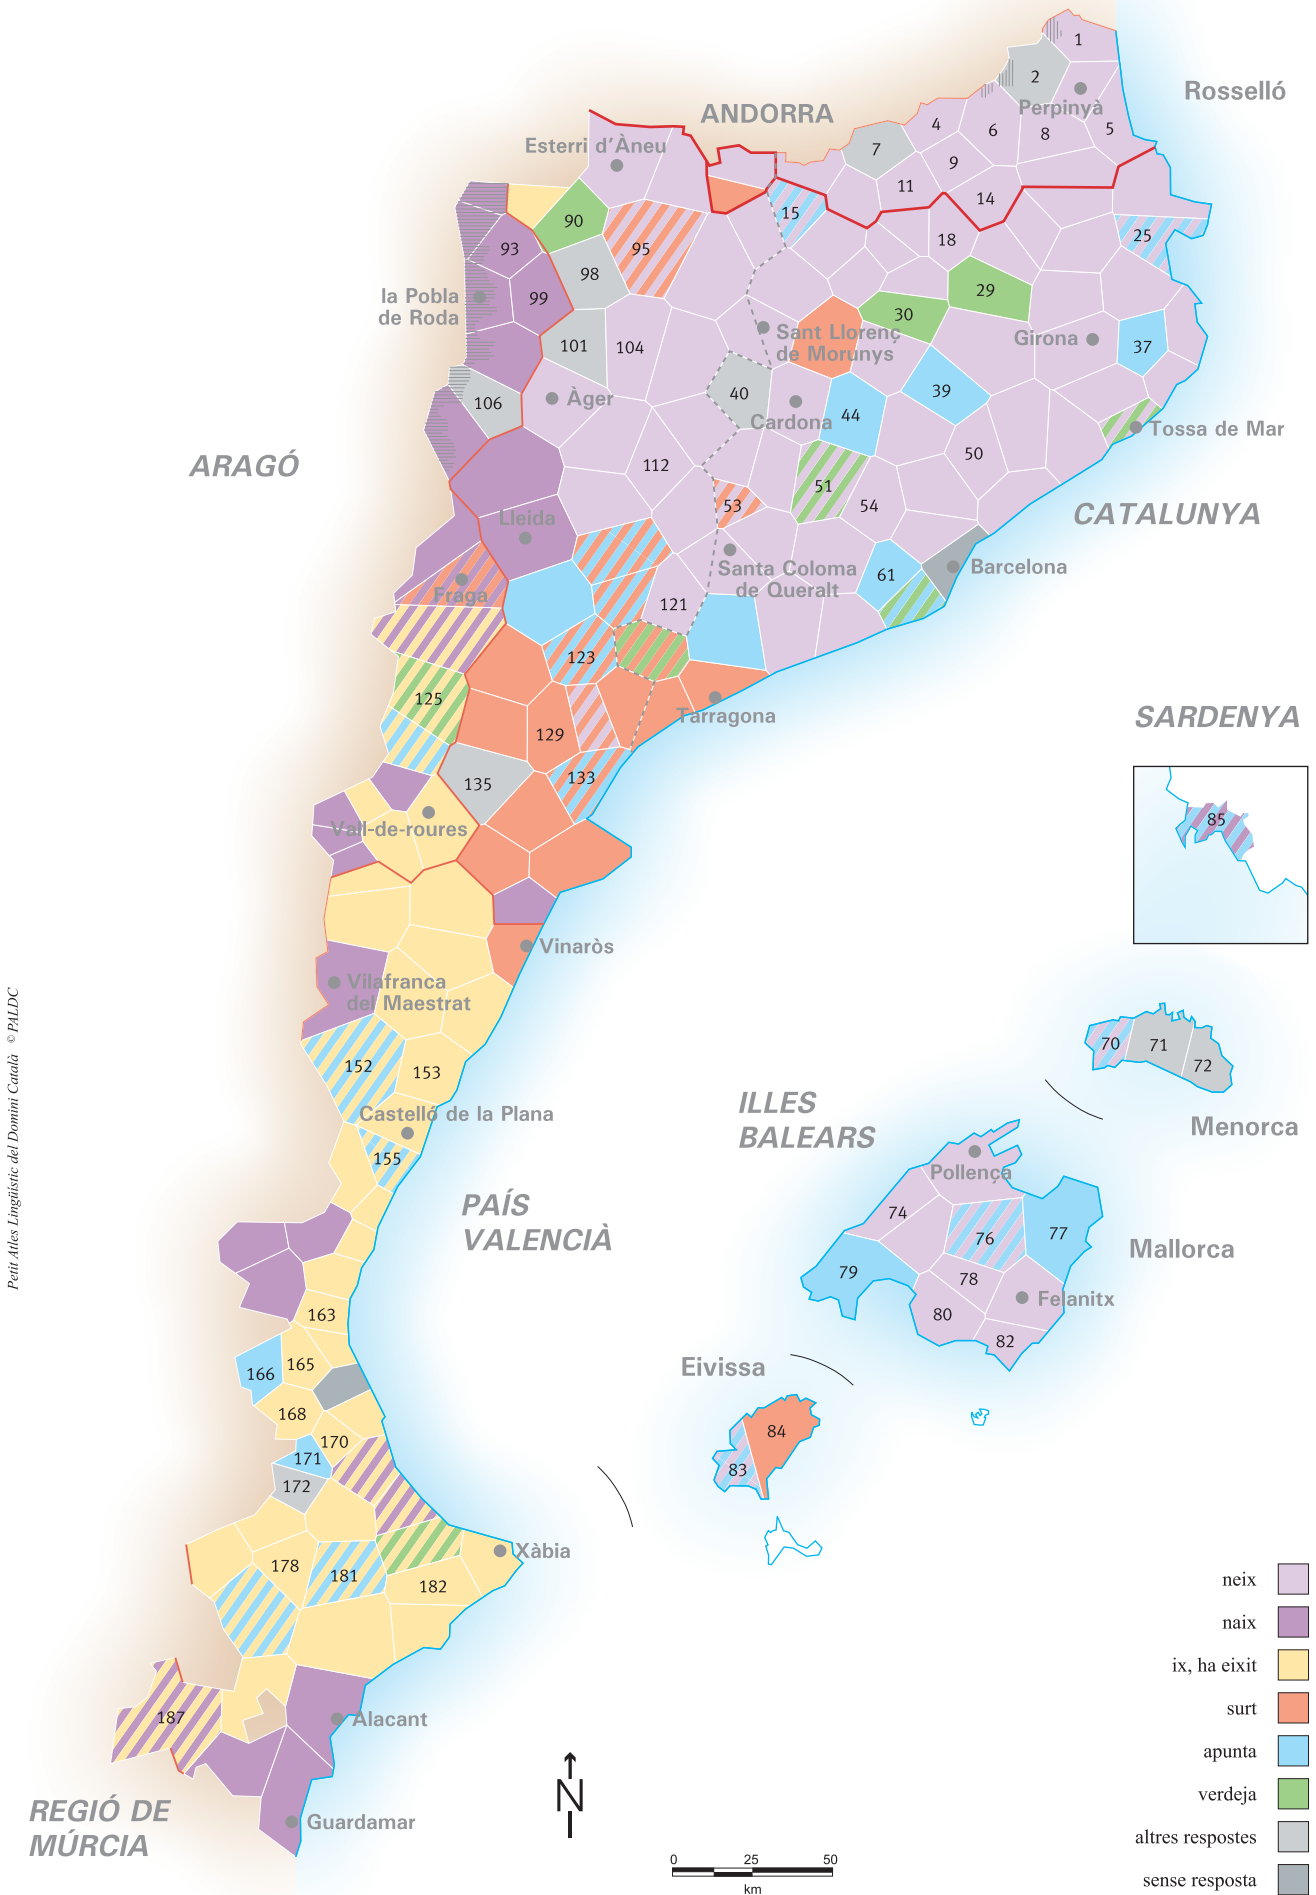 1
2
Rosselló
Perpinyà
ANDORRA
4
6
8
5
7
9
Esterri d'Àneu
11
14
15
90
18
25
93
95
98
99
29
la Pobla
de Roda
30
Sant Llorenç
de Morunys
Girona
37
101
104
106
Àger
40
Cardona
39
44
Tossa de Mar
ARAGÓ
112
50
51
53
54
CATALUNYA
Lleida
Santa Coloma
de Queralt
61
Barcelona
Fraga
121
123
125
Tarragona
SARDENYA
129
133
135
85
Vall-de-roures
Vinaròs
Vilafranca
del Maestrat
Petit Atles Lingüístic del Domini Català © PALDC
152
153
70
71
72
Castelló de la Plana
ILLES
BALEARS
Menorca
155
Pollença
PAÍS
VALENCIÀ
74
76
77
Mallorca
79
78
Felanitx
80
82
163
165
166
Eivissa
168
170
171
172
84
83
Xàbia
178
181
182
187
Alacant
REGIÓ DE
MÚRCIA
Guardamar
N
0 25 50
km
neix
naix
ix, ha eixit
surt
apunta
verdeja
altres respostes
sense resposta